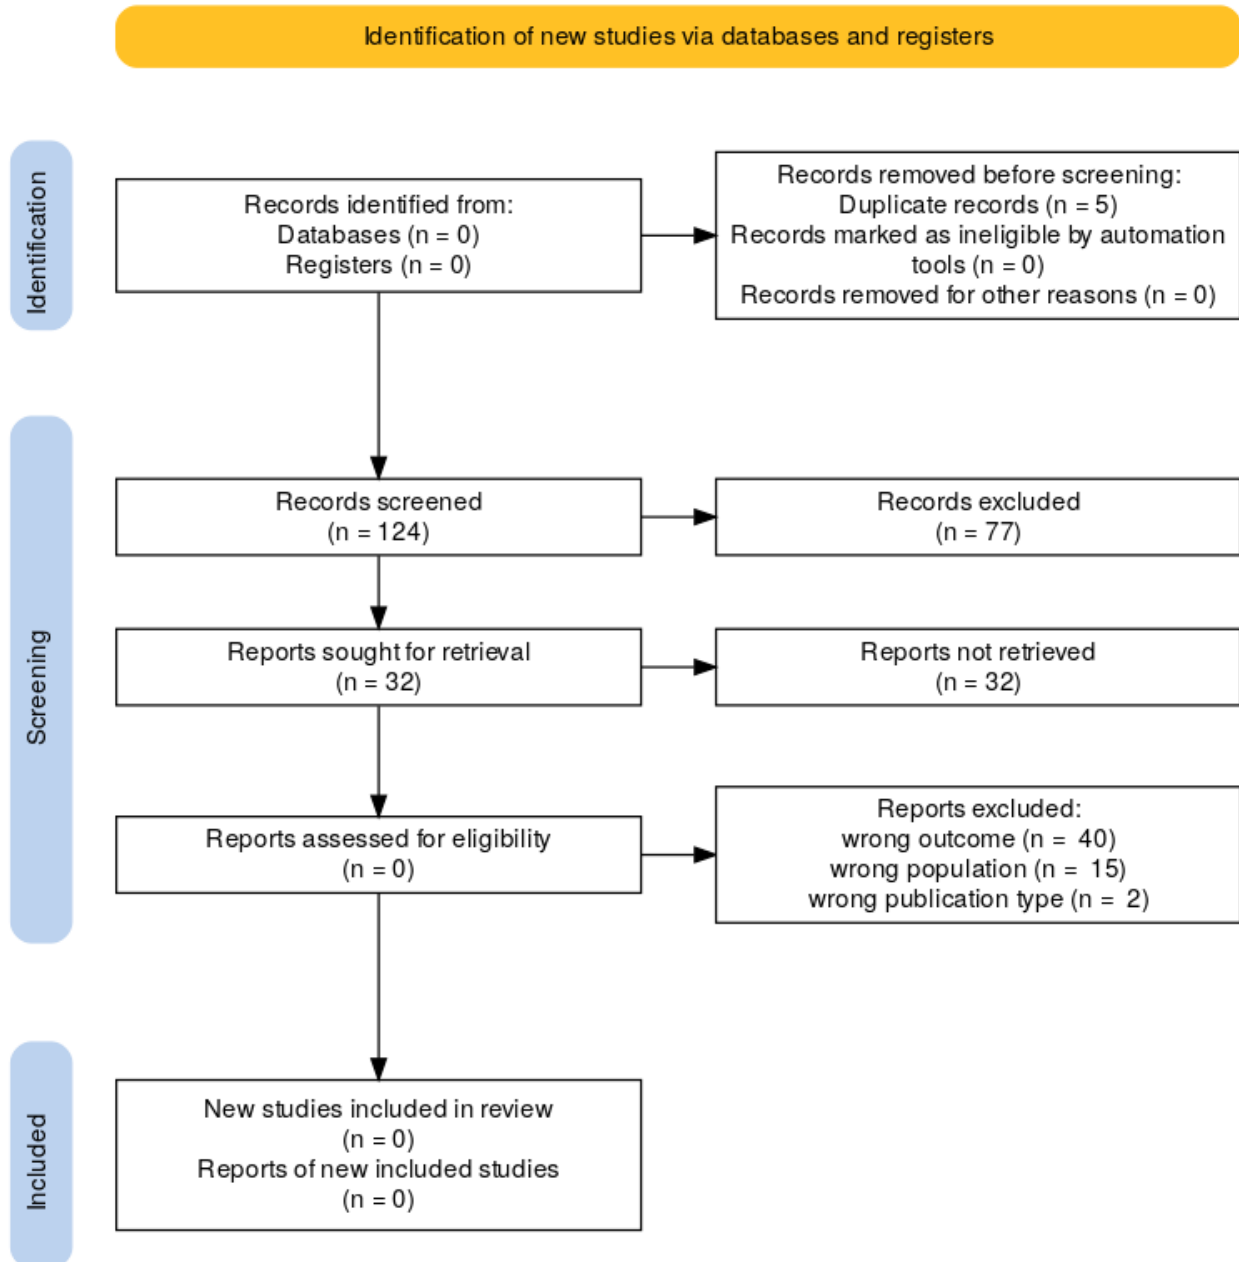 Identification of new studies via databases and registers
Identification
Records identified from:
Databases (n = 0)
Registers (n = 0)
Records removed before screening:
Duplicate records (n = 5)
Records marked as ineligible by automation
tools (n = 0)
Records removed for other reasons (n = 0)
Screening
Records screened
(n = 124)
Records excluded
(n = 77)
Reports sought for retrieval
(n = 32)
Reports not retrieved
(n = 32)
Reports assessed for eligibility
(n = 0)
Reports excluded:
wrong outcome (n = 40)
wrong population (n = 15)
wrong publication type (n = 2)
Included
New studies included in review
(n = 0)
Reports of new included studies
(n = 0)